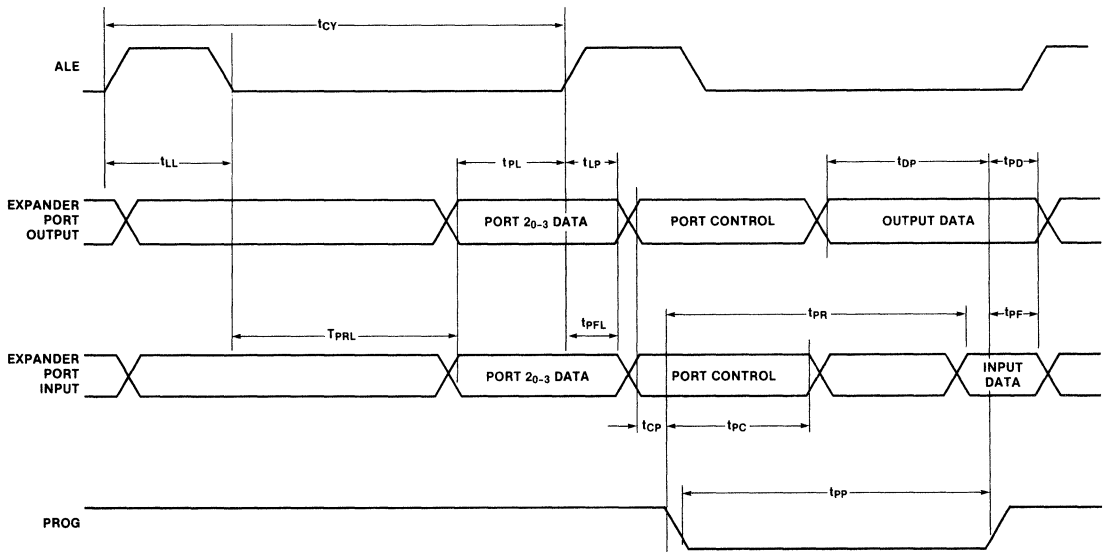 tCY
ALE
tLL
tPL
tLP
tDP
tPD
EXPANDER
PORT
OUTPUT
PORT 20-3 DATA
PORT CONTROL
OUTPUT DATA
TPRL
tPFL
tPR
tPF
EXPANDER
PORT
INPUT
PORT 20-3 DATA
PORT CONTROL
INPUT
DATA
tCP
tPC
tPP
PROG